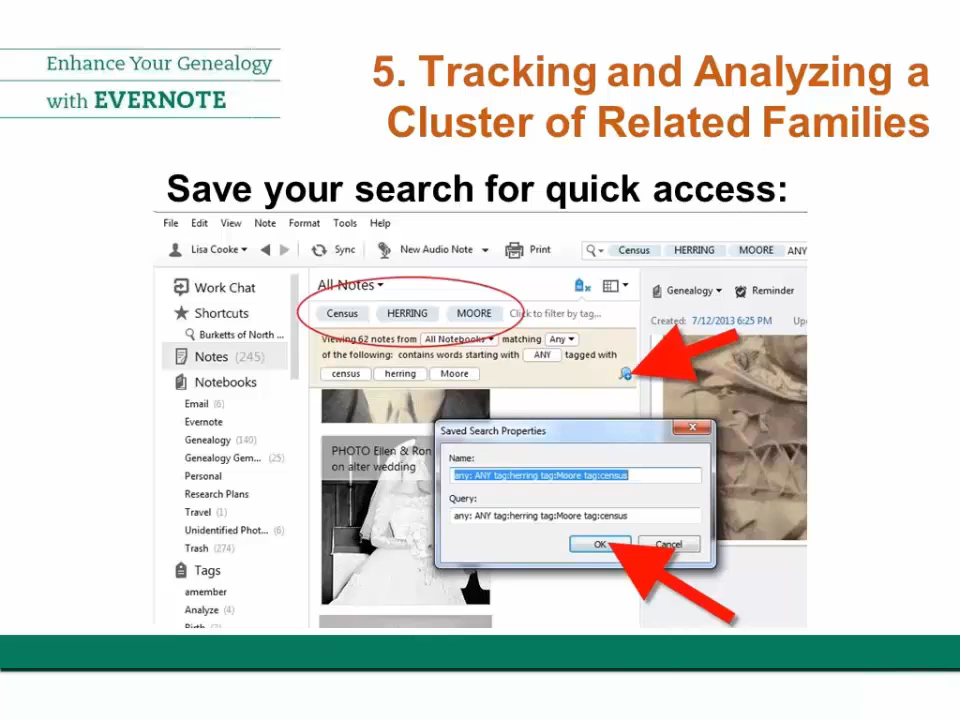 Enhance Your Genealogy
with EVERNOTE
5. Tracking and Analyzing a
Cluster of Related Families
Save your search for quick access:
File Edit View Note Format Tools Help
Lisa Cooke Sync New Audio Note Print Census HERRING MOORE ANY
Work Chat
Shortcuts
Burketts of North ...
Notes (245)
Notebooks
Email (6)
Evernote
Genealogy (140)
Genealogy Gem... (25)
Personal
Research Plans
Travel (1)
Unidentified Phot... (6)
Trash (274)
Tags
amember
Analyze (4)
All Notes
Census HERRING MOORE Click to filter by tag...
Viewing 62 notes from All Notebooks matching Any
of the following: contains words starting with ANY tagged with
census herring Moore
PHOTO Ellen & Ron
on alter wedding
Genealogy Reminder
Created: 7/12/2013 6:25 PM
Saved Search Properties
Name:
any: ANY tag:herring tag:Moore tag:census
Query:
any: ANY tag:herring tag:Moore tag:census
OK Cancel